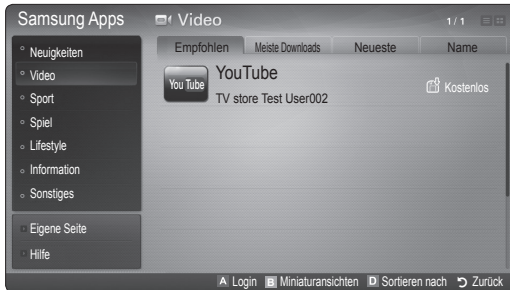 Samsung Apps
Video
1/1
Neuigkeiten
Video
Sport
Spiel
Lifestyle
Information
Sonstiges
Eigene Seite
Hilfe
Empfohlen Meiste Downloads Neueste Name
You Tube
YouTube
TV store Test User002
Kostenlos
A Login B Miniaturansichten D Sortieren nach Zurück